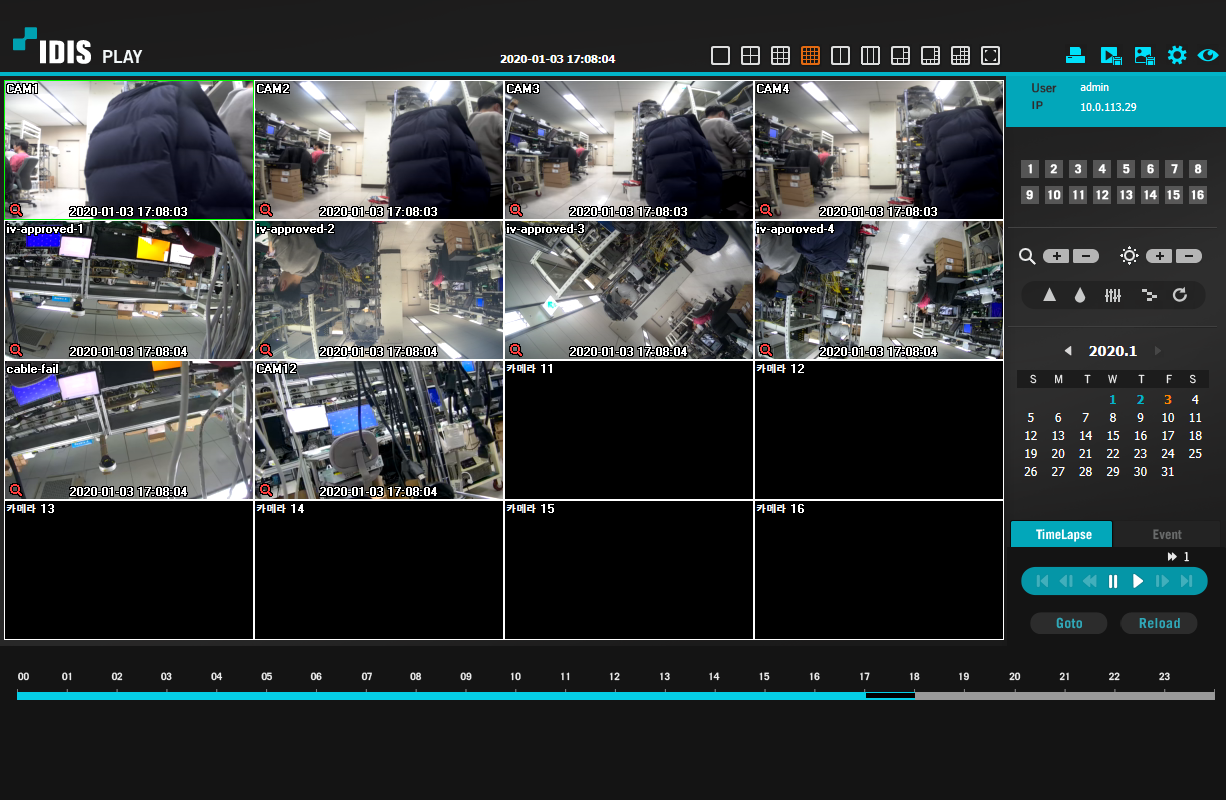 IDIS PLAY
2020-01-03 17:08:04
User admin
IP 10.0.113.29
CAM1
2020-01-03 17:08:03
CAM2
2020-01-03 17:08:03
CAM3
2020-01-03 17:08:03
CAM4
2020-01-03 17:08:03
iv-approved-1
2020-01-03 17:08:04
iv-approved-2
2020-01-03 17:08:04
iv-approved-3
2020-01-03 17:08:04
iv-aporoved-4
2020-01-03 17:08:04
cable-fail
2020-01-03 17:08:04
CAM12
2020-01-03 17:08:04
카메라 11
카메라 12
카메라 13
카메라 14
카메라 15
카메라 16
1 2 3 4 5 6 7 8
9 10 11 12 13 14 15 16
2020.1
S M T W T F S
1 2 3 4
5 6 7 8 9 10 11
12 13 14 15 16 17 18
19 20 21 22 23 24 25
26 27 28 29 30 31
TimeLapse Event
1
Goto Reload
00 01 02 03 04 05 06 07 08 09 10 11 12 13 14 15 16 17 18 19 20 21 22 23